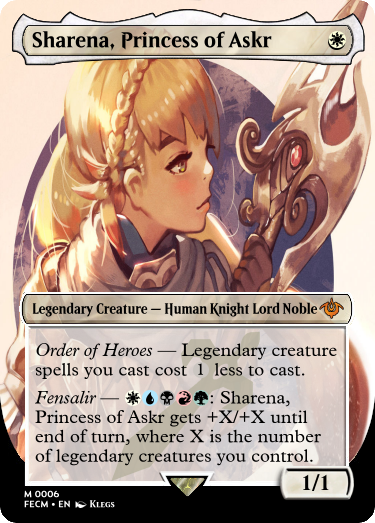 Sharena, Princess of Askr
Legendary Creature — Human Knight Lord Noble
Order of Heroes — Legendary creature
spells you cast cost 1 less to cast.
Fensalir — : Sharena,
Princess of Askr gets +X/+X until
end of turn, where X is the number
of legendary creatures you control.
1/1
M 0006
FECM • EN Klegs